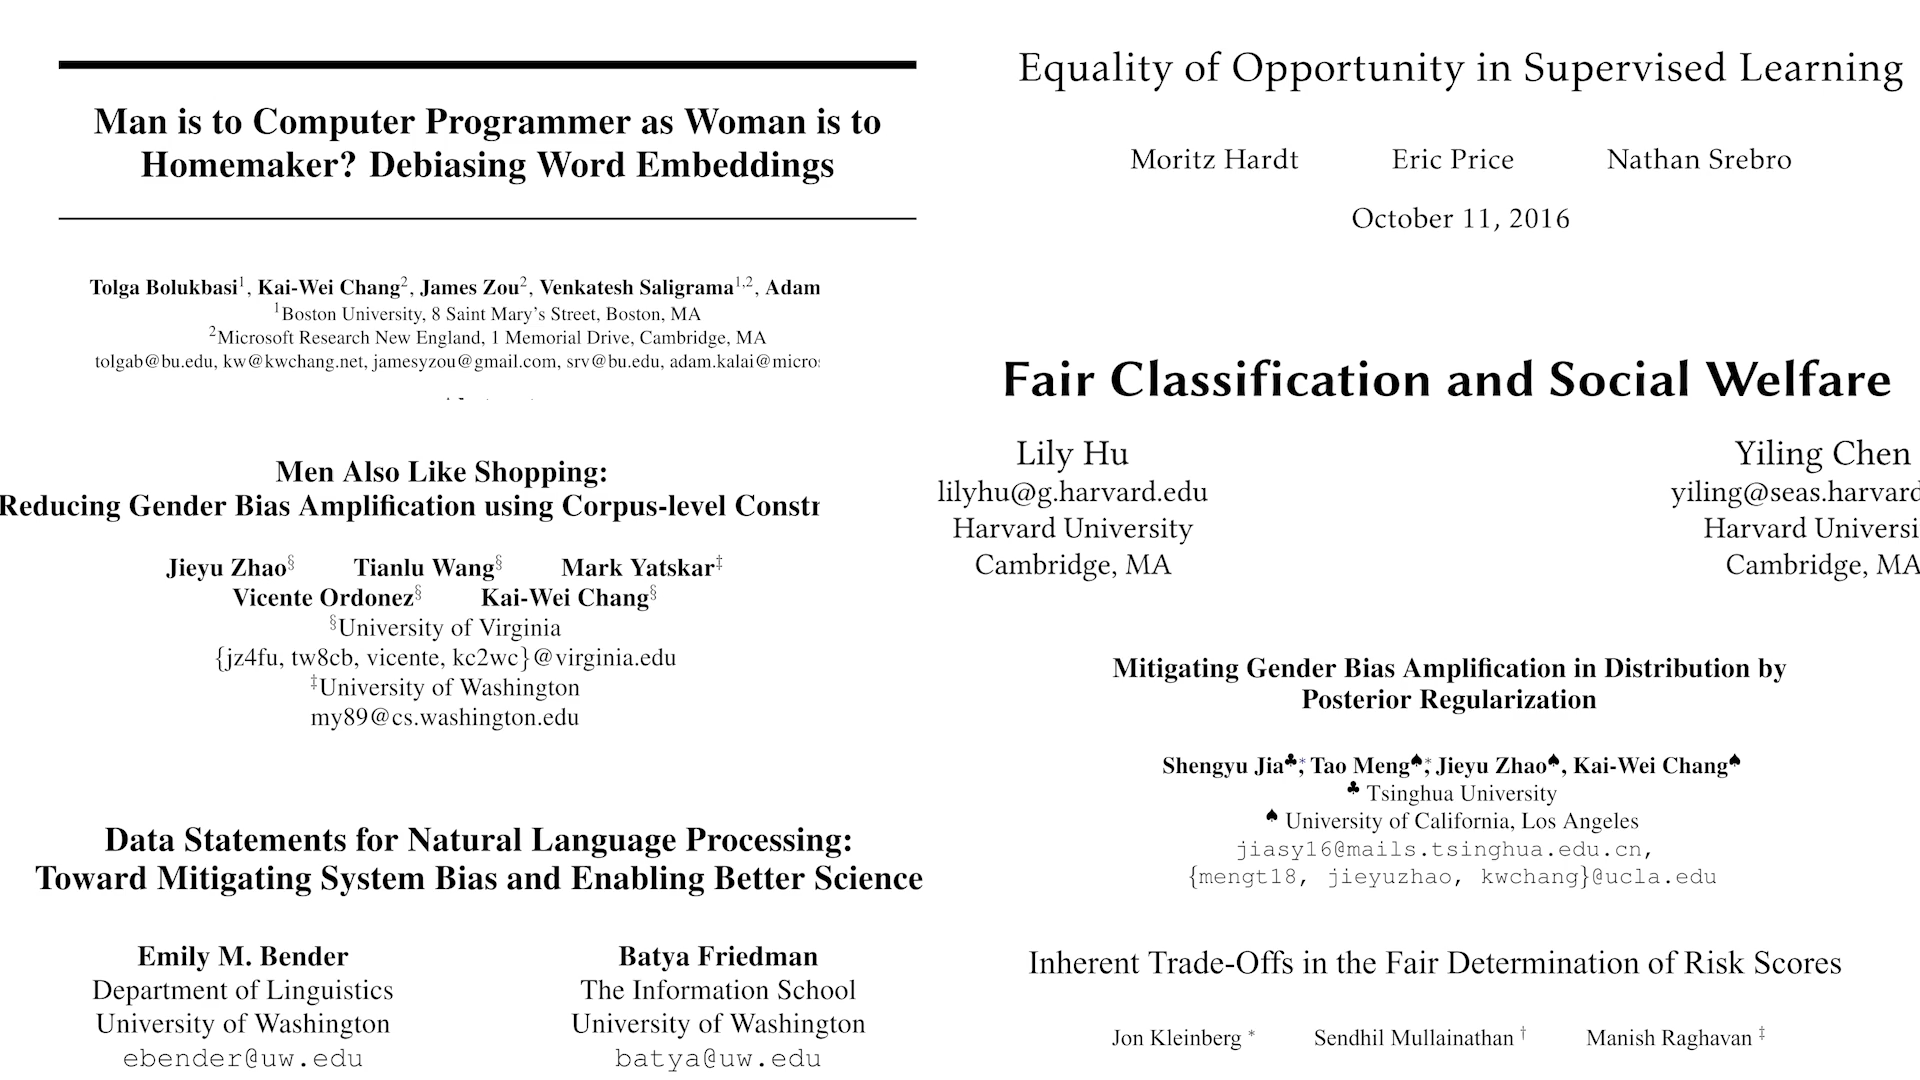 Man is to Computer Programmer as Woman is to
Homemaker? Debiasing Word Embeddings
Tolga Bolukbasi¹, Kai-Wei Chang², James Zou², Venkatesh Saligrama¹,², Adam
¹Boston University, 8 Saint Mary's Street, Boston, MA
²Microsoft Research New England, 1 Memorial Drive, Cambridge, MA
tolgab@bu.edu, kw@kwchang.net, jamesyzou@gmail.com, srv@bu.edu, adam.kalai@micro
Men Also Like Shopping:
Reducing Gender Bias Amplification using Corpus-level Constr
Jieyu Zhao§ Tianlu Wang§ Mark Yatskar‡
Vicente Ordonez§ Kai-Wei Chang§
§University of Virginia
{jz4fu, tw8cb, vicente, kc2wc}@virginia.edu
‡University of Washington
my89@cs.washington.edu
Data Statements for Natural Language Processing:
Toward Mitigating System Bias and Enabling Better Science
Emily M. Bender
Department of Linguistics
University of Washington
ebender@uw.edu
Batya Friedman
The Information School
University of Washington
batya@uw.edu
Equality of Opportunity in Supervised Learning
Moritz Hardt Eric Price Nathan Srebro
October 11, 2016
Fair Classification and Social Welfare
Lily Hu
lilyhu@g.harvard.edu
Harvard University
Cambridge, MA
Yiling Chen
yiling@seas.harvard
Harvard Universi
Cambridge, MA
Mitigating Gender Bias Amplification in Distribution by
Posterior Regularization
Shengyu Jia♣*, Tao Meng♠*, Jieyu Zhao♠, Kai-Wei Chang♠
♣ Tsinghua University
♠ University of California, Los Angeles
jiasy16@mails.tsinghua.edu.cn,
{mengt18, jieyuzhao, kwchang}@ucla.edu
Inherent Trade-Offs in the Fair Determination of Risk Scores
Jon Kleinberg * Sendhil Mullainathan † Manish Raghavan ‡